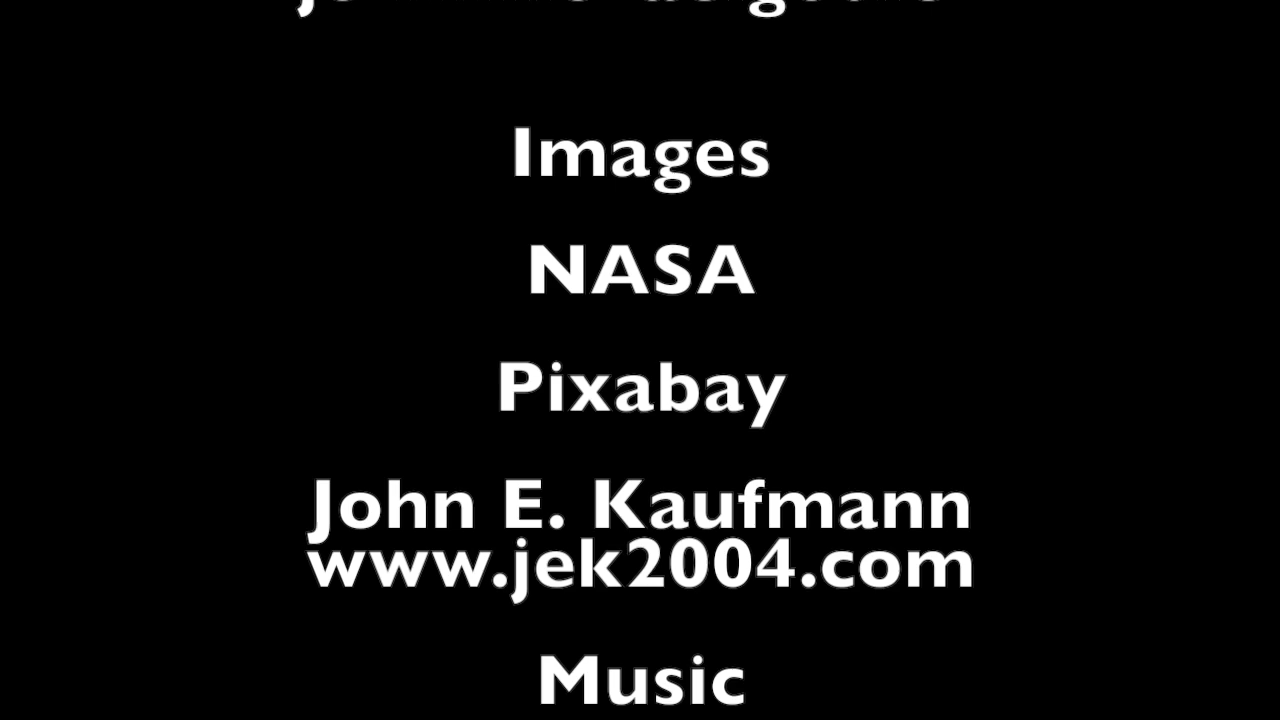 Images
NASA
Pixabay
John E. Kaufmann
www.jek2004.com
Music